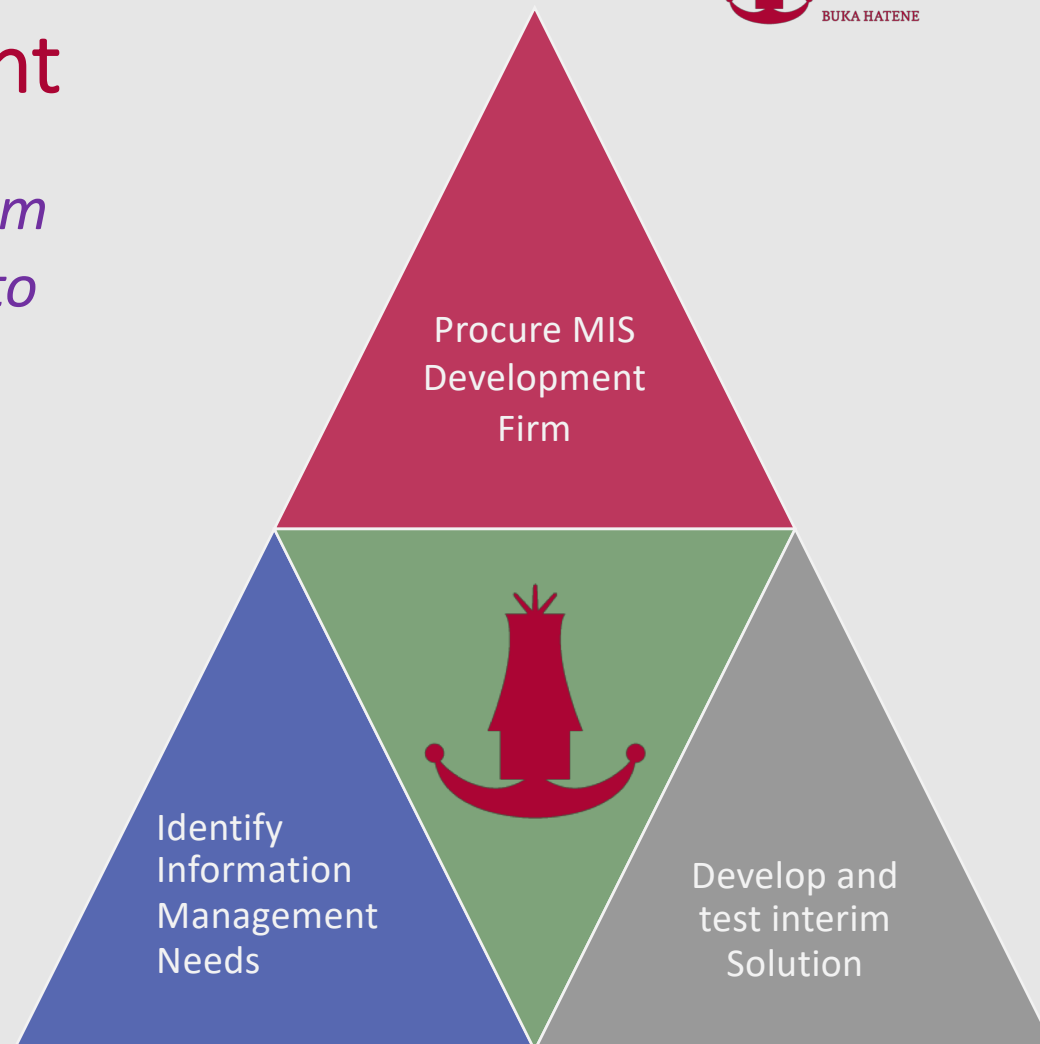 BUKA HATENE
nt
m
to
Procure MIS
Development
Firm
Identify
Information
Management
Needs
Develop and
test interim
Solution